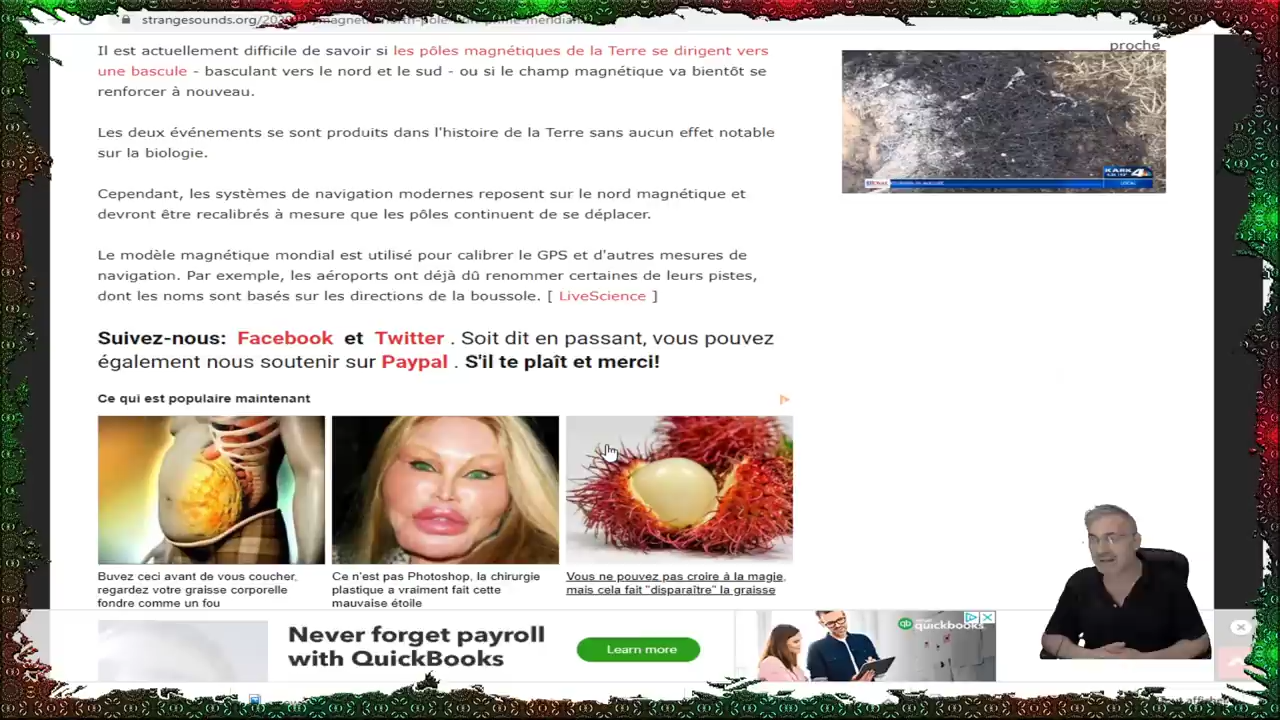 strangesounds.org/20
proche
Il est actuellement difficile de savoir si les pôles magnétiques de la Terre se dirigent vers
une bascule - basculant vers le nord et le sud - ou si le champ magnétique va bientôt se
renforcer à nouveau.
Les deux événements se sont produits dans l'histoire de la Terre sans aucun effet notable
sur la biologie.
Cependant, les systèmes de navigation modernes reposent sur le nord magnétique et
devront être recalibrés à mesure que les pôles continuent de se déplacer.
Le modèle magnétique mondial est utilisé pour calibrer le GPS et d'autres mesures de
navigation. Par exemple, les aéroports ont déjà dû renommer certaines de leurs pistes,
dont les noms sont basés sur les directions de la boussole. [ LiveScience ]
KARK 4
LOCAL
Suivez-nous: Facebook et Twitter . Soit dit en passant, vous pouvez
également nous soutenir sur Paypal . S'il te plaît et merci!
Ce qui est populaire maintenant
Buvez ceci avant de vous coucher,
regardez votre graisse corporelle
fondre comme un fou
Ce n'est pas Photoshop, la chirurgie
plastique a vraiment fait cette
mauvaise étoile
Vous ne pouvez pas croire à la magie,
mais cela fait "disparaître" la graisse
Never forget payroll
with QuickBooks
Learn more
quickbooks